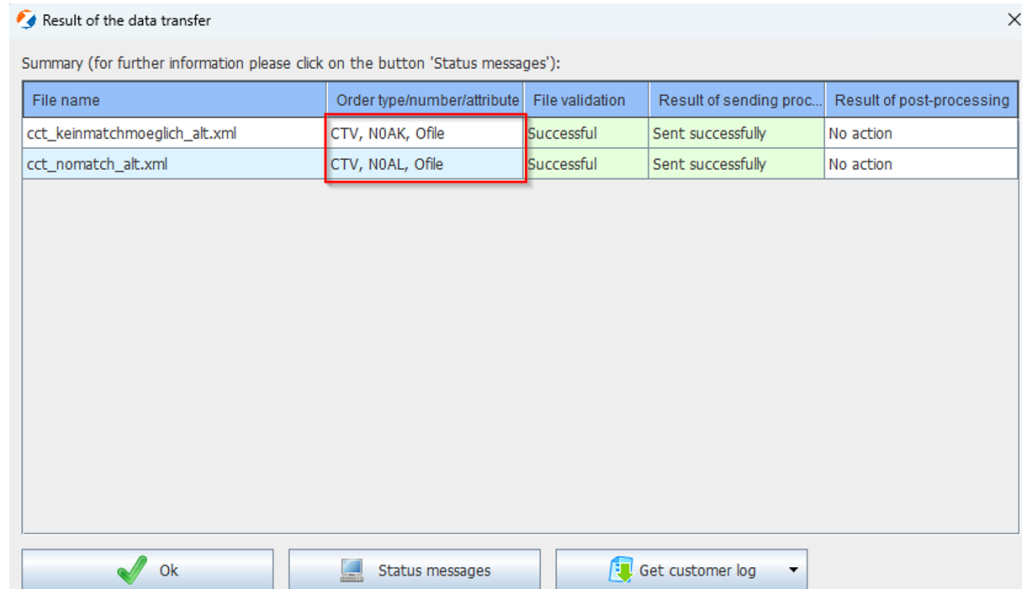 Result of the data transfer
Summary (for further information please click on the button 'Status messages'):
File name Order type/number/attribute File validation Result of sending proc... Result of post-processing
cct_keinmatchmoeglich_alt.xml CTV, N0AK, Ofile Successful Sent successfully No action
cct_nomatch_alt.xml CTV, N0AL, Ofile Successful Sent successfully No action
Ok Status messages Get customer log